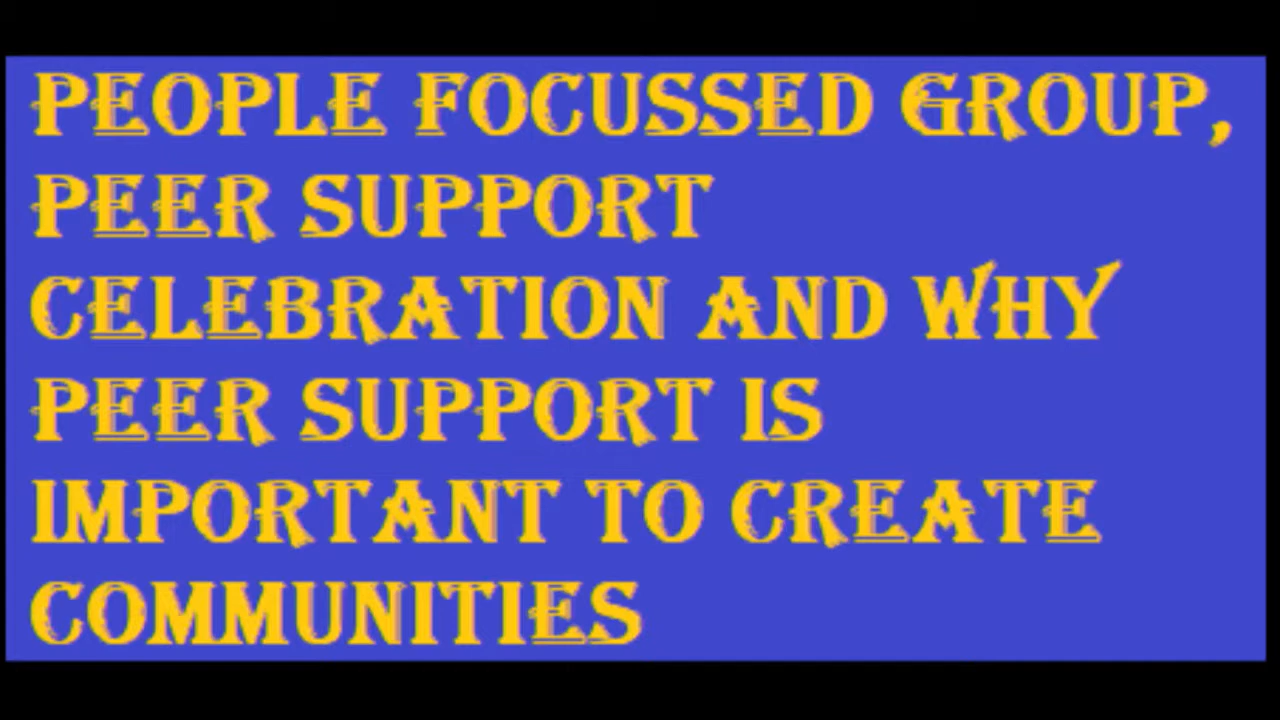 PEOPLE FOCUSSED GROUP,
PEER SUPPORT
CELEBRATION AND WHY
PEER SUPPORT IS
IMPORTANT TO CREATE
COMMUNITIES